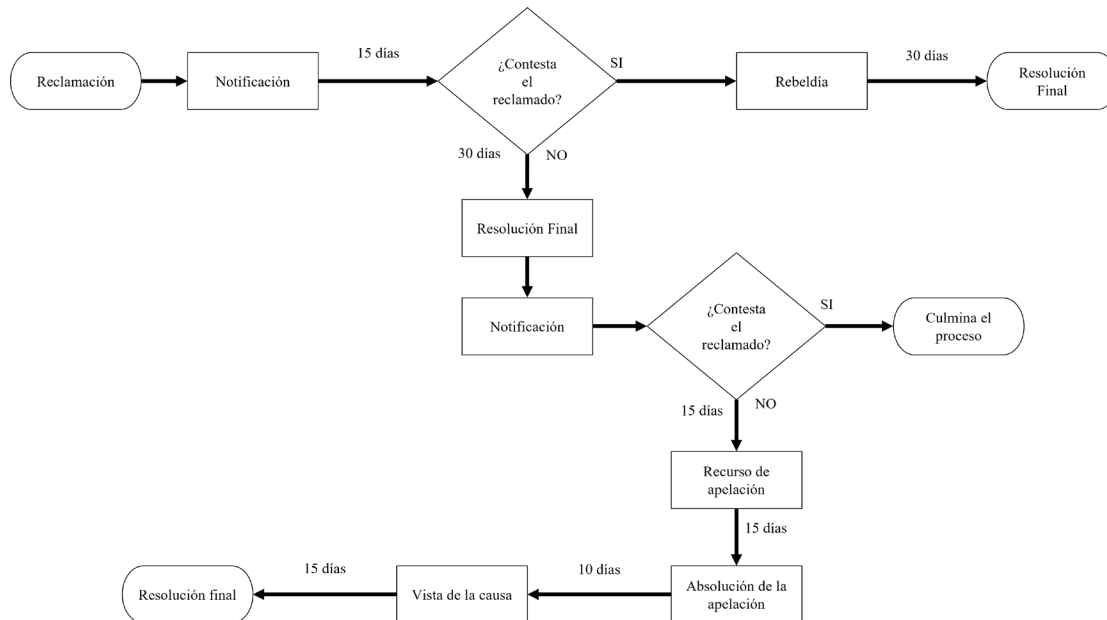 Reclamación
Notificación
15 días
¿Contesta
el
reclamado?
SI
Rebeldía
30 días
Resolución
Final
30 días
NO
Resolución Final
Notificación
¿Contesta
el
reclamado?
SI
Culmina el
proceso
15 días
NO
Recurso de
apelación
15 días
Absolución de la
apelación
10 días
Vista de la causa
15 días
Resolución final